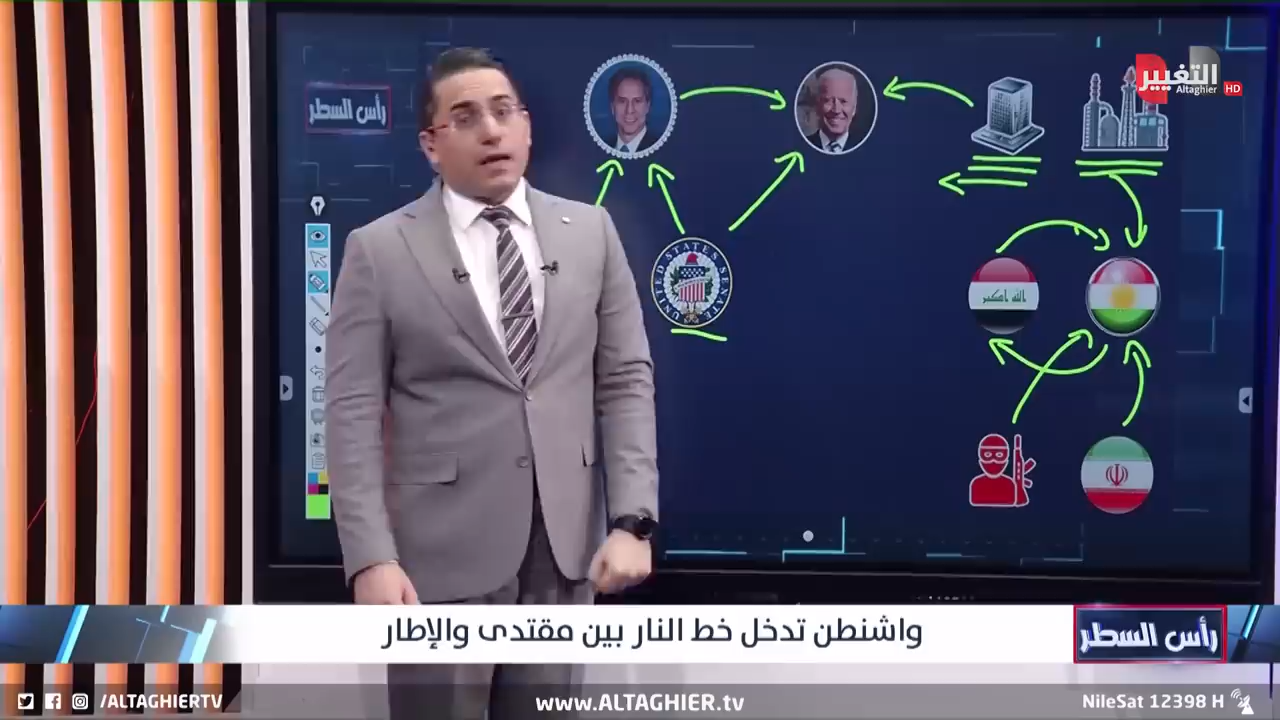 التغيير
Altaghier HD
رأس السطر
UNITED STATES SENATE
الله اكبر
واشنطن تدخل خط النار بين مقتدى والإطار
رأس السطر
/ALTAGHIERTV
www.ALTAGHIER.tv
NileSat 12398 H